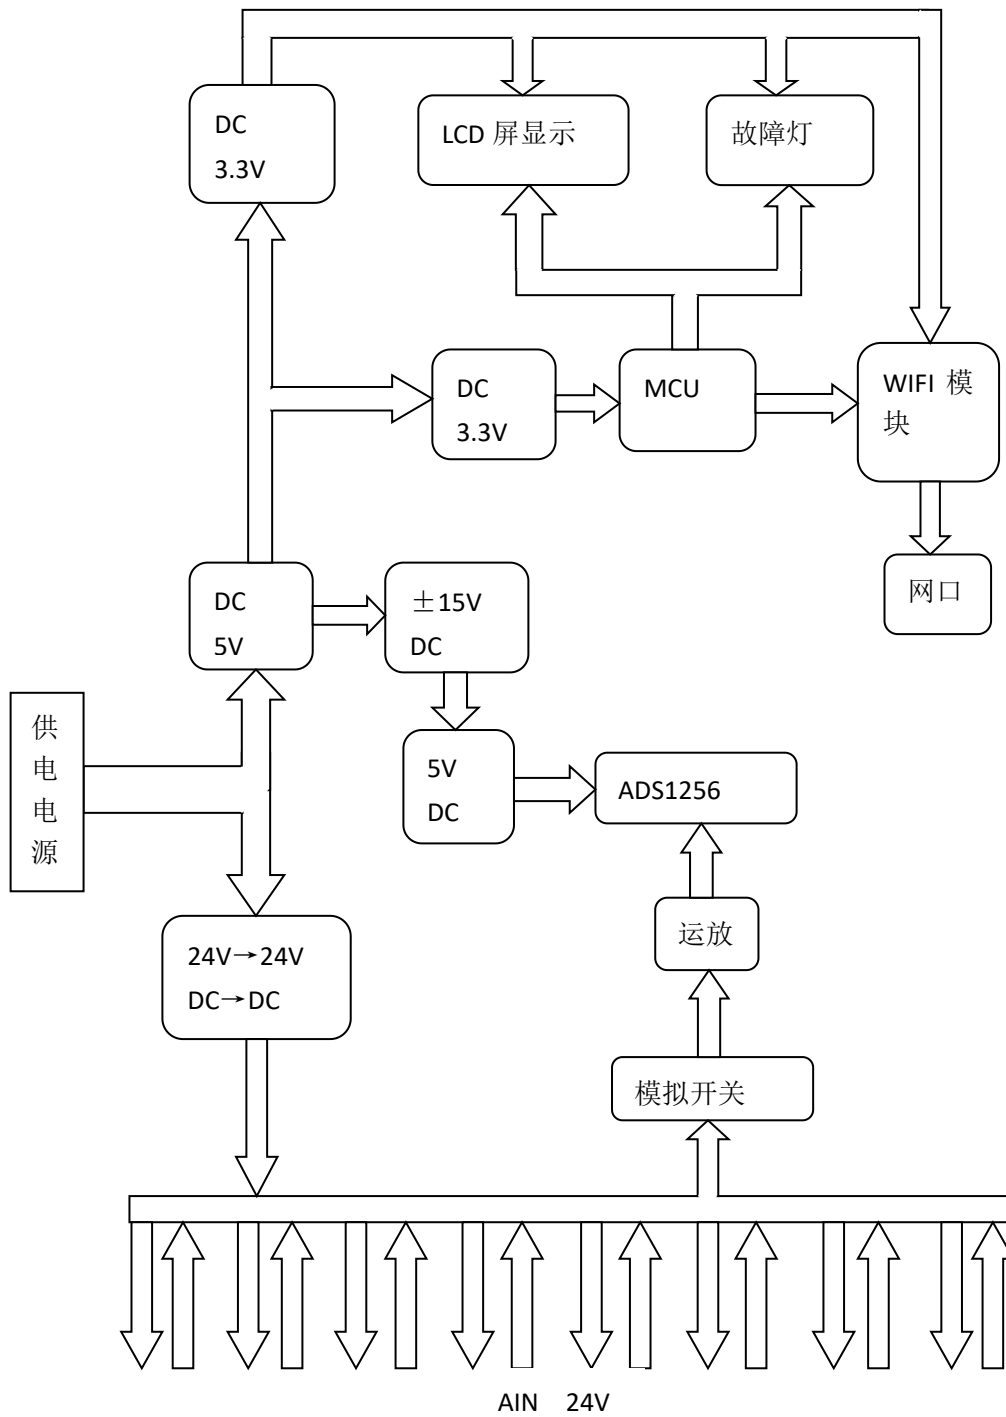 DC
3.3V
LCD 屏显示
故障灯
DC
3.3V
MCU
WIFI 模
块
DC
5V
±15V
DC
网口
供
电
电
源
5V
DC
ADS1256
运放
24V→24V
DC→DC
模拟开关
AIN 24V